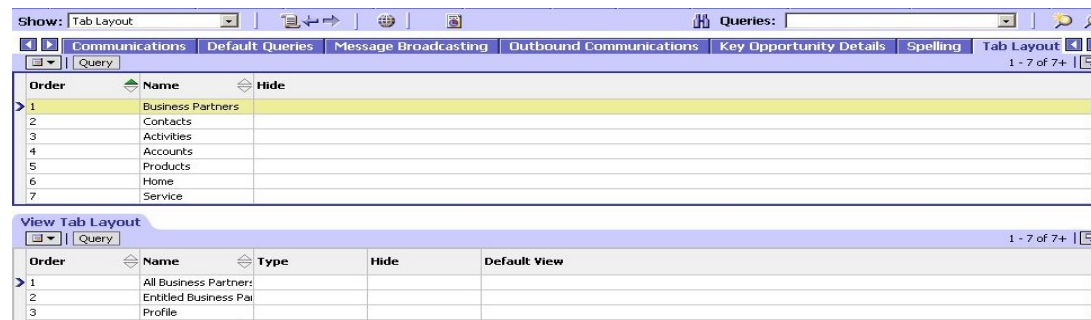 Show: Tab Layout Queries:
Communications Default Queries Message Broadcasting Outbound Communications Key Opportunity Details Spelling Tab Layout
Query 1 - 7 of 7+
Order Name Hide
1 Business Partners
2 Contacts
3 Activities
4 Accounts
5 Products
6 Home
7 Service
View Tab Layout
Query 1 - 7 of 7+
Order Name Type Hide Default View
1 All Business Partners
2 Entitled Business Pa
3 Profile